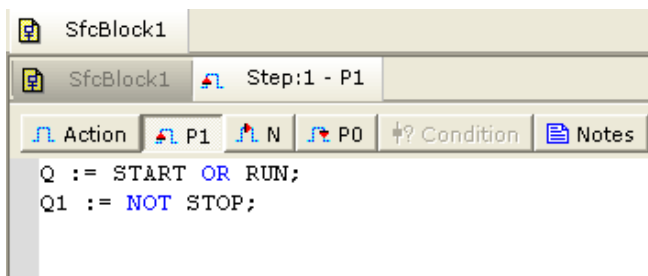 SfcBlock1
SfcBlock1 Step:1 - P1
Action P1 N P0 ? Condition Notes
Q := START OR RUN;
Q1 := NOT STOP;